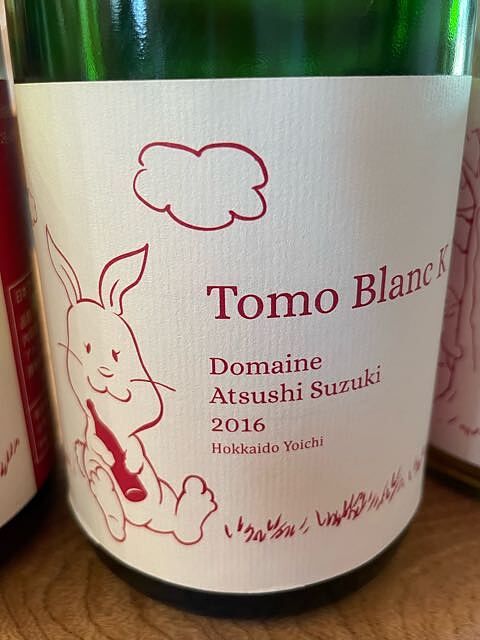 Tomo Blanc K
Domaine
Atsushi Suzuki
2016
Hokkaido Yoichi